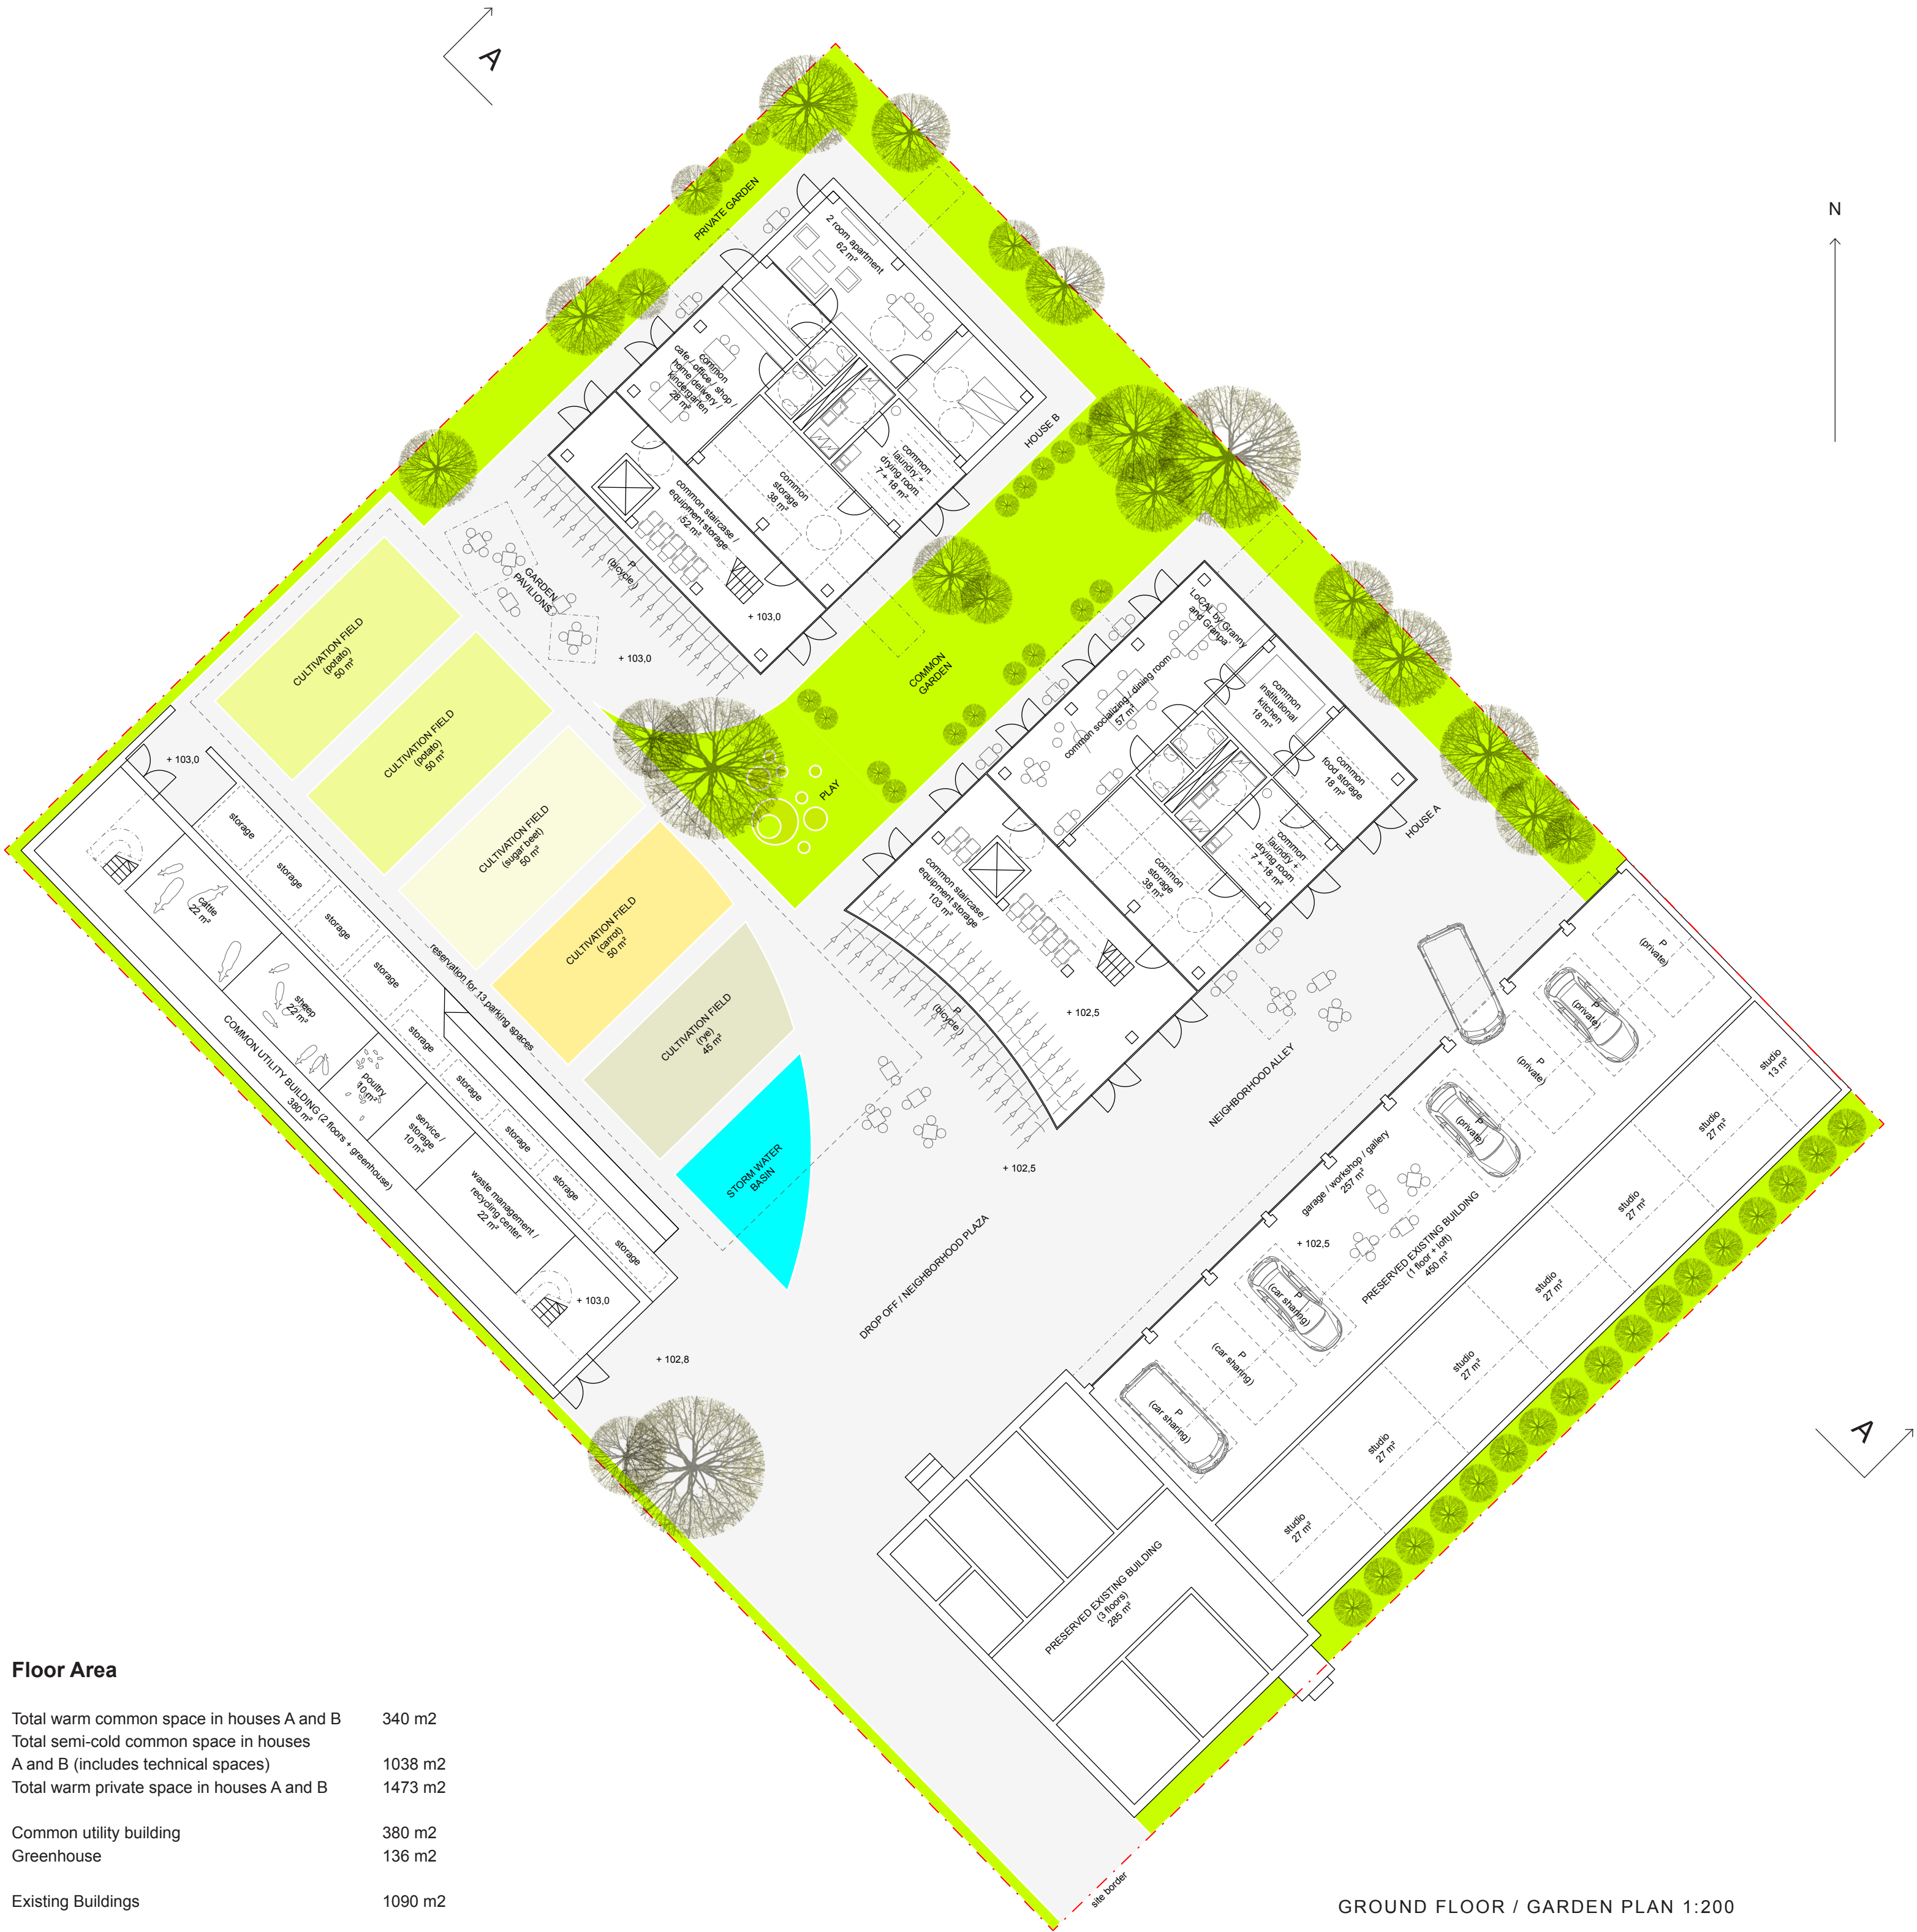 A
N
PRIVATE GARDEN
2 room apartment
62 m²
common
cafe / office / shop /
home delivery /
kindergarten
28 m²
HOUSE B
common
laundry +
drying room
7 + 18 m²
common
storage
38 m²
common staircase /
equipment storage
52 m²
P
(bicycle)
+ 103,0
GARDEN
PAVILIONS
+ 103,0
COMMON
GARDEN
PLAY
'LoCAL by Granny
and Granpa'
common socializing / dining room
57 m²
common
institutional
kitchen
18 m²
common
food storage
18 m²
HOUSE A
common
laundry +
drying room
7 + 18 m²
common
storage
38 m²
common staircase /
equipment storage
103 m²
P
(bicycle)
+ 102,5
CULTIVATION FIELD
(potato)
50 m²
CULTIVATION FIELD
(potato)
50 m²
CULTIVATION FIELD
(sugar beet)
50 m²
CULTIVATION FIELD
(carrot)
50 m²
CULTIVATION FIELD
(rye)
45 m²
STORM WATER
BASIN
reservation for 13 parking spaces
+ 103,0
storage
storage
storage
storage
storage
storage
storage
storage
storage
cattle
22 m²
sheep
22 m²
poultry
10 m²
service /
storage
10 m²
waste management /
recycling center
22 m²
COMMON UTILITY BUILDING (2 floors + greenhouse)
380 m²
+ 103,0
+ 102,8
+ 102,5
DROP OFF / NEIGHBORHOOD PLAZA
NEIGHBORHOOD ALLEY
P
(private)
P
(private)
P
(private)
P
(private)
garage / workshop / gallery
257 m²
+ 102,5
PRESERVED EXISTING BUILDING
(1 floor + loft)
450 m²
P
(car sharing)
P
(car sharing)
P
(car sharing)
studio
13 m²
studio
27 m²
studio
27 m²
studio
27 m²
studio
27 m²
studio
27 m²
studio
27 m²
A
PRESERVED EXISTING BUILDING
(3 floors)
285 m²
site border
Floor Area
Total warm common space in houses A and B 340 m2
Total semi-cold common space in houses
A and B (includes technical spaces) 1038 m2
Total warm private space in houses A and B 1473 m2
Common utility building 380 m2
Greenhouse 136 m2
Existing Buildings 1090 m2
GROUND FLOOR / GARDEN PLAN 1:200